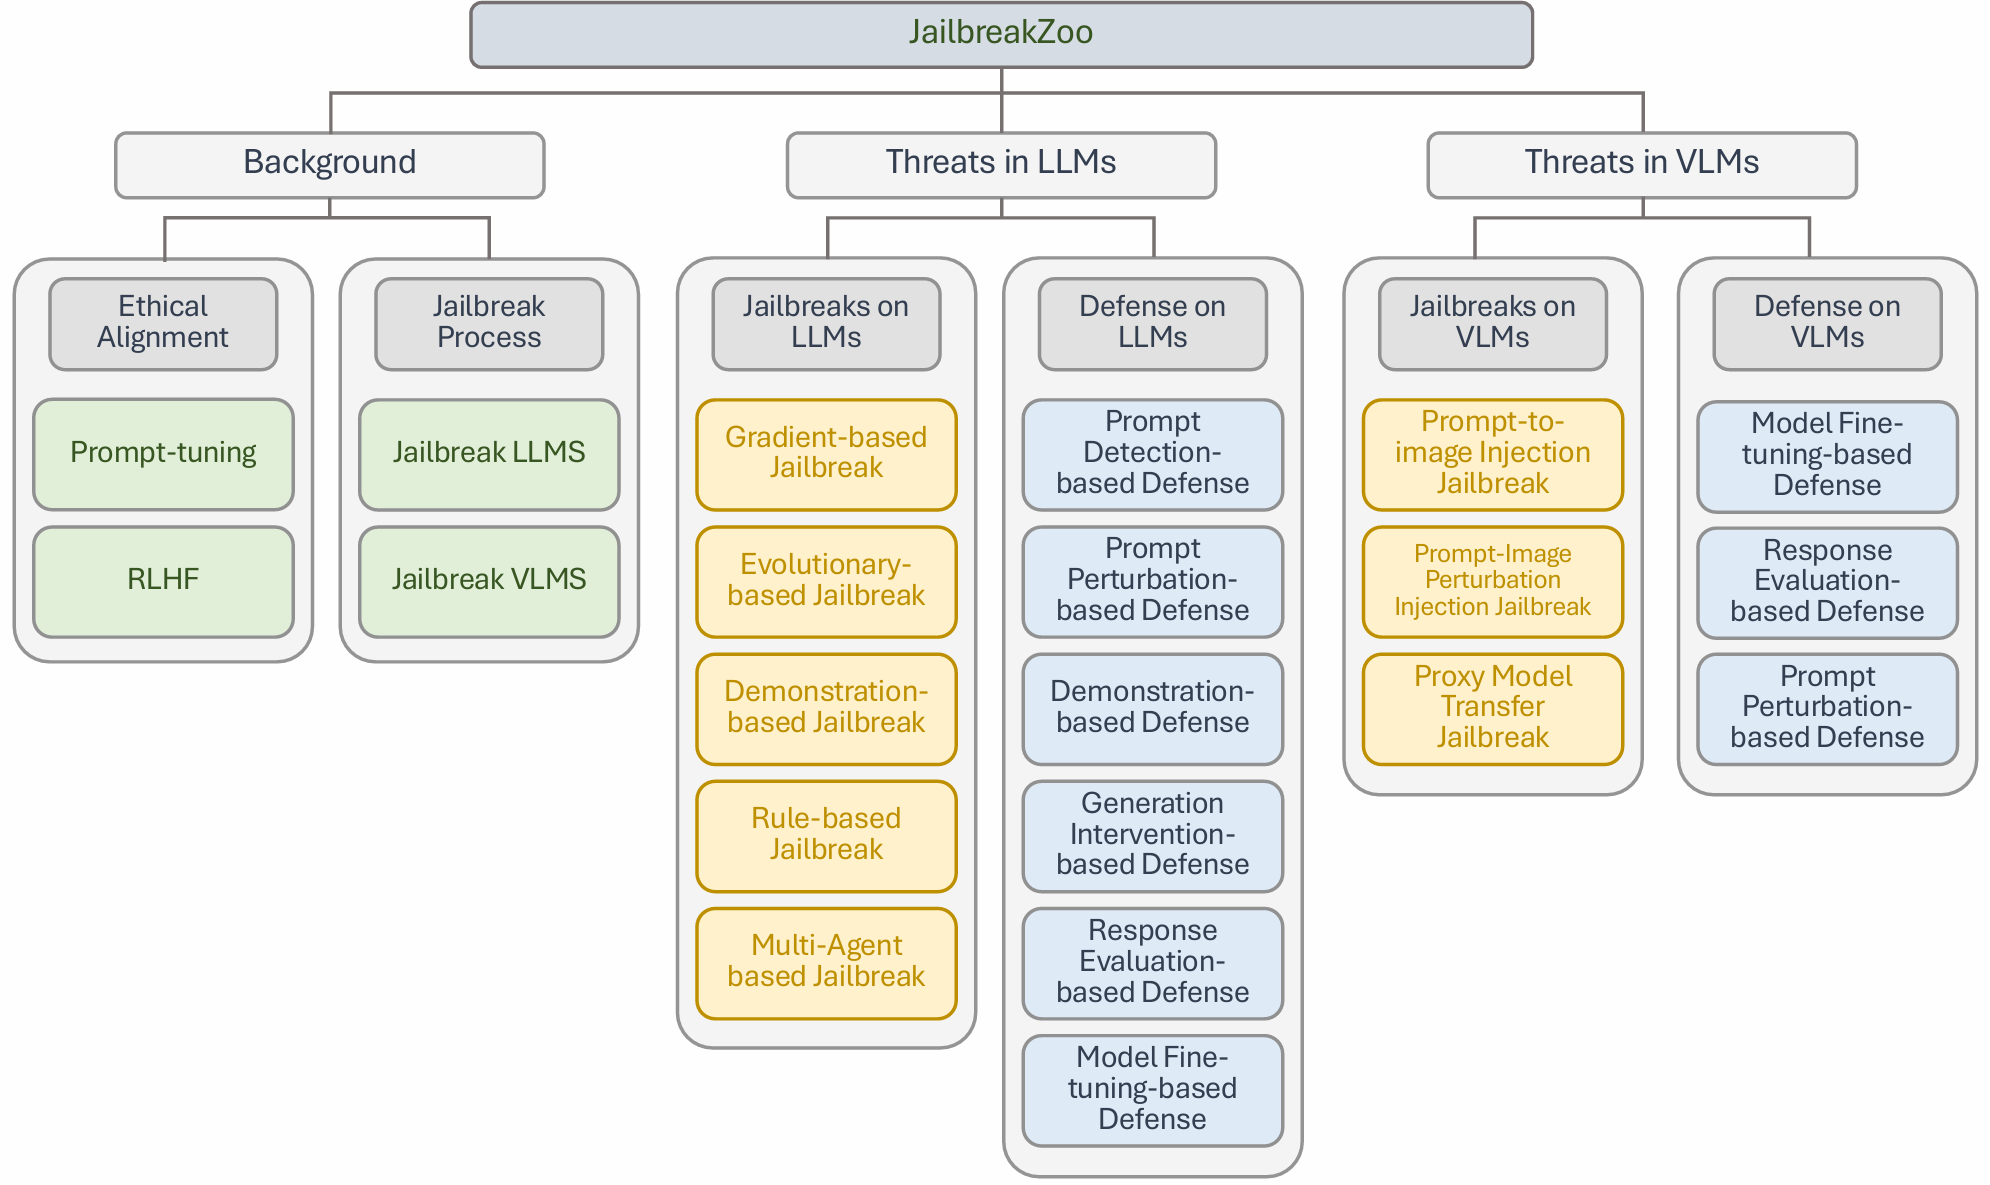 JailbreakZoo
Background
Threats in LLMs
Threats in VLMs
Ethical
Alignment
Prompt-tuning
RLHF
Jailbreak
Process
Jailbreak LLMS
Jailbreak VLMS
Jailbreaks on
LLMs
Gradient-based
Jailbreak
Evolutionary-
based Jailbreak
Demonstration-
based Jailbreak
Rule-based
Jailbreak
Multi-Agent
based Jailbreak
Defense on
LLMs
Prompt
Detection-
based Defense
Prompt
Perturbation-
based Defense
Demonstration-
based Defense
Generation
Intervention-
based Defense
Response
Evaluation-
based Defense
Model Fine-
tuning-based
Defense
Jailbreaks on
VLMs
Prompt-to-
image Injection
Jailbreak
Prompt-Image
Perturbation
Injection Jailbreak
Proxy Model
Transfer
Jailbreak
Defense on
VLMs
Model Fine-
tuning-based
Defense
Response
Evaluation-
based Defense
Prompt
Perturbation-
based Defense